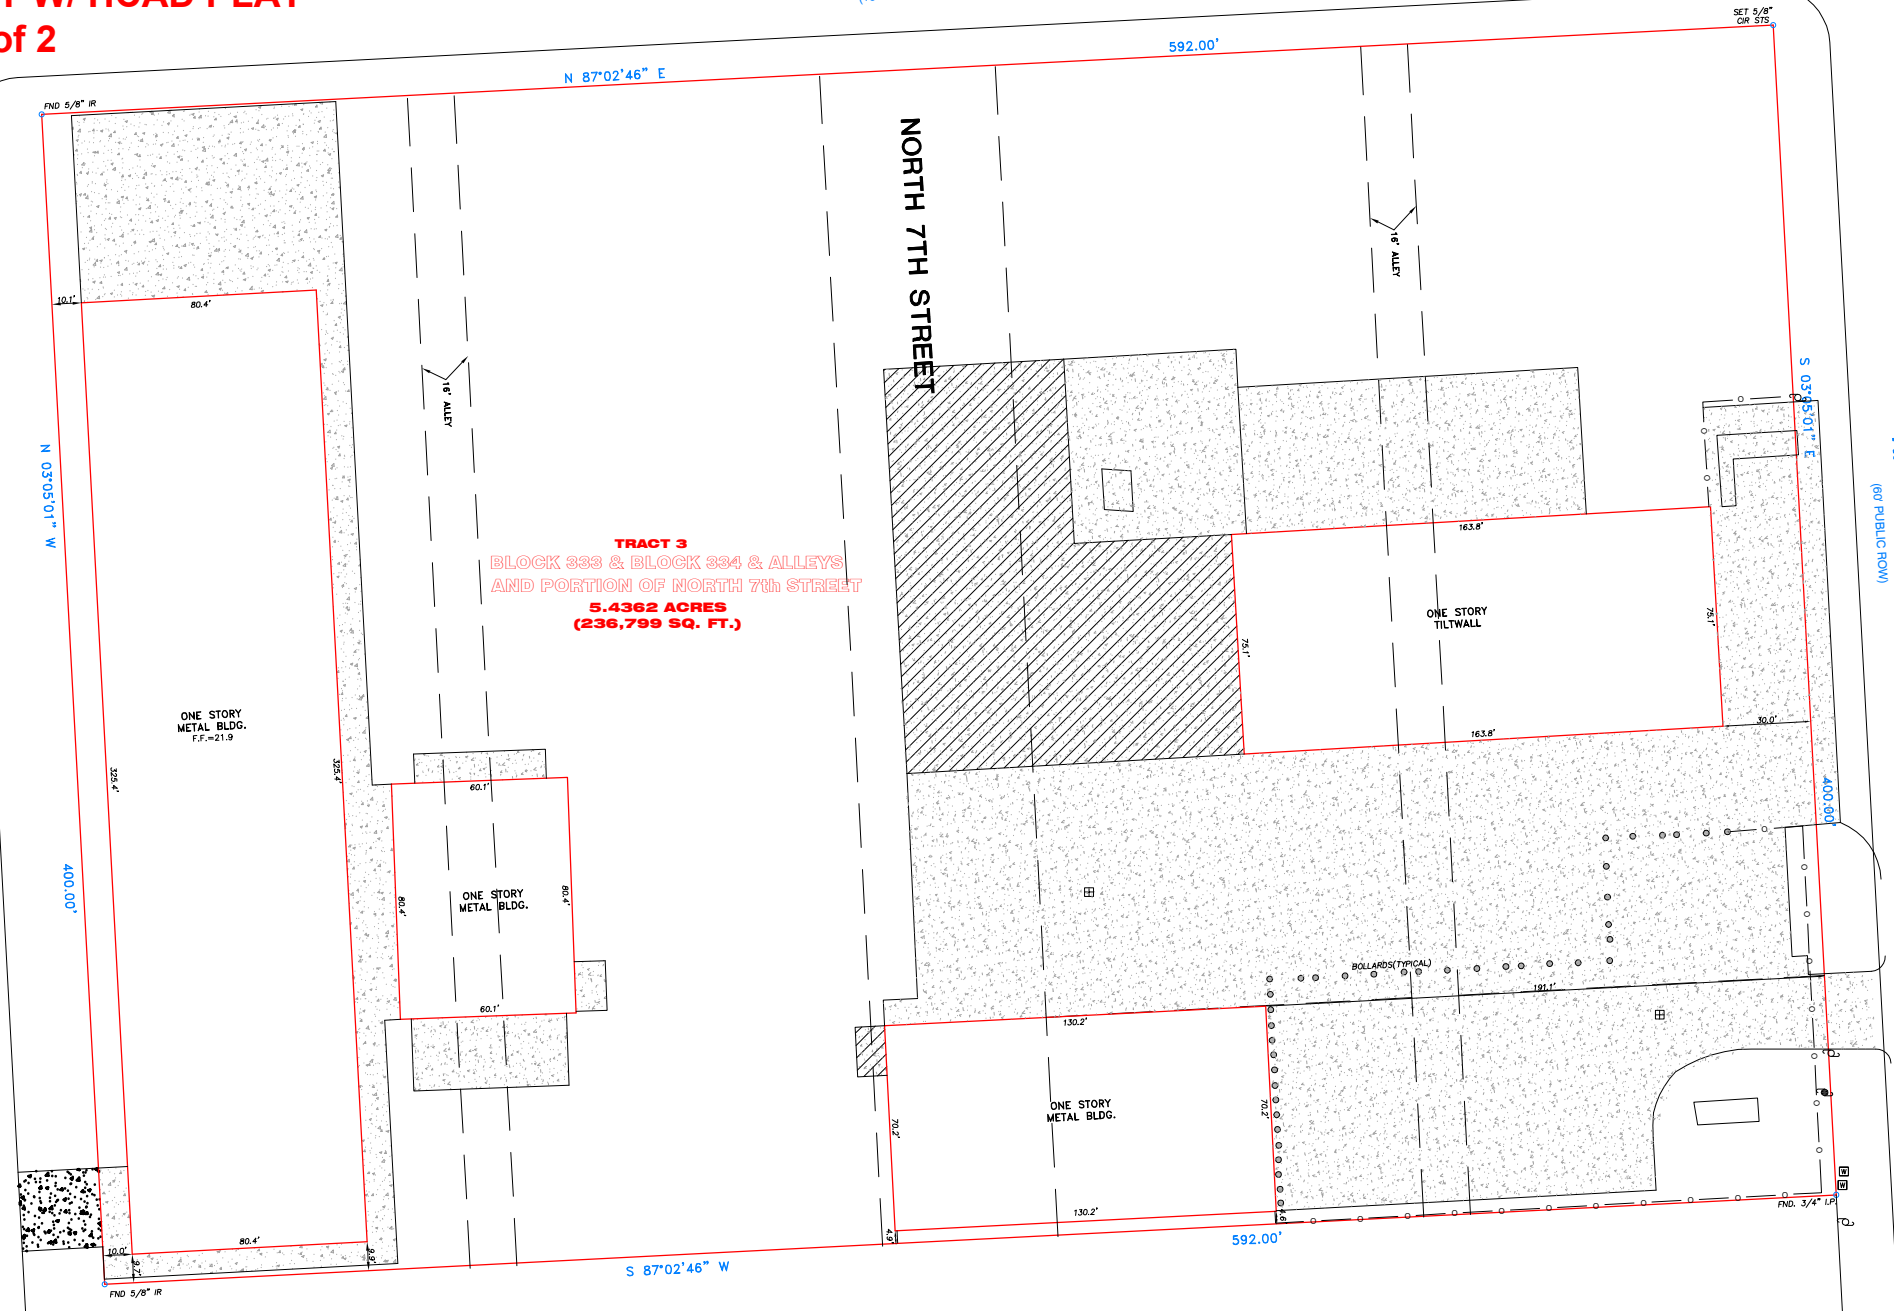 of 2
SET 5/8"
CIR STS
592.00'
N 87°02'46" E
FND 5/8" IR
NORTH 7TH STREET
16' ALLEY
10.1'
80.4'
16' ALLEY
S 03°05'01" E
N 03°05'01" W
(60' PUBLIC ROW)
163.8'
TRACT 3
BLOCK 333 & BLOCK 334 & ALLEYS
AND PORTION OF NORTH 7th STREET
5.4362 ACRES
(236,799 SQ. FT.)
ONE STORY
TILTWALL
75.1'
75.1'
ONE STORY
METAL BLDG.
F.F.=21.9
30.0'
163.8'
325.4'
325.4'
60.1'
400.00'
400.00'
ONE STORY
METAL BLDG.
80.4'
80.4'
BOLLARDS(TYPICAL)
191.1'
60.1'
130.2'
ONE STORY
METAL BLDG.
70.2'
70.2'
W
W
FND. 3/4" I.P.
130.2'
4.6'
4.9'
592.00'
80.4'
10.0'
9.7'
9.9'
S 87°02'46" W
FND 5/8" IR